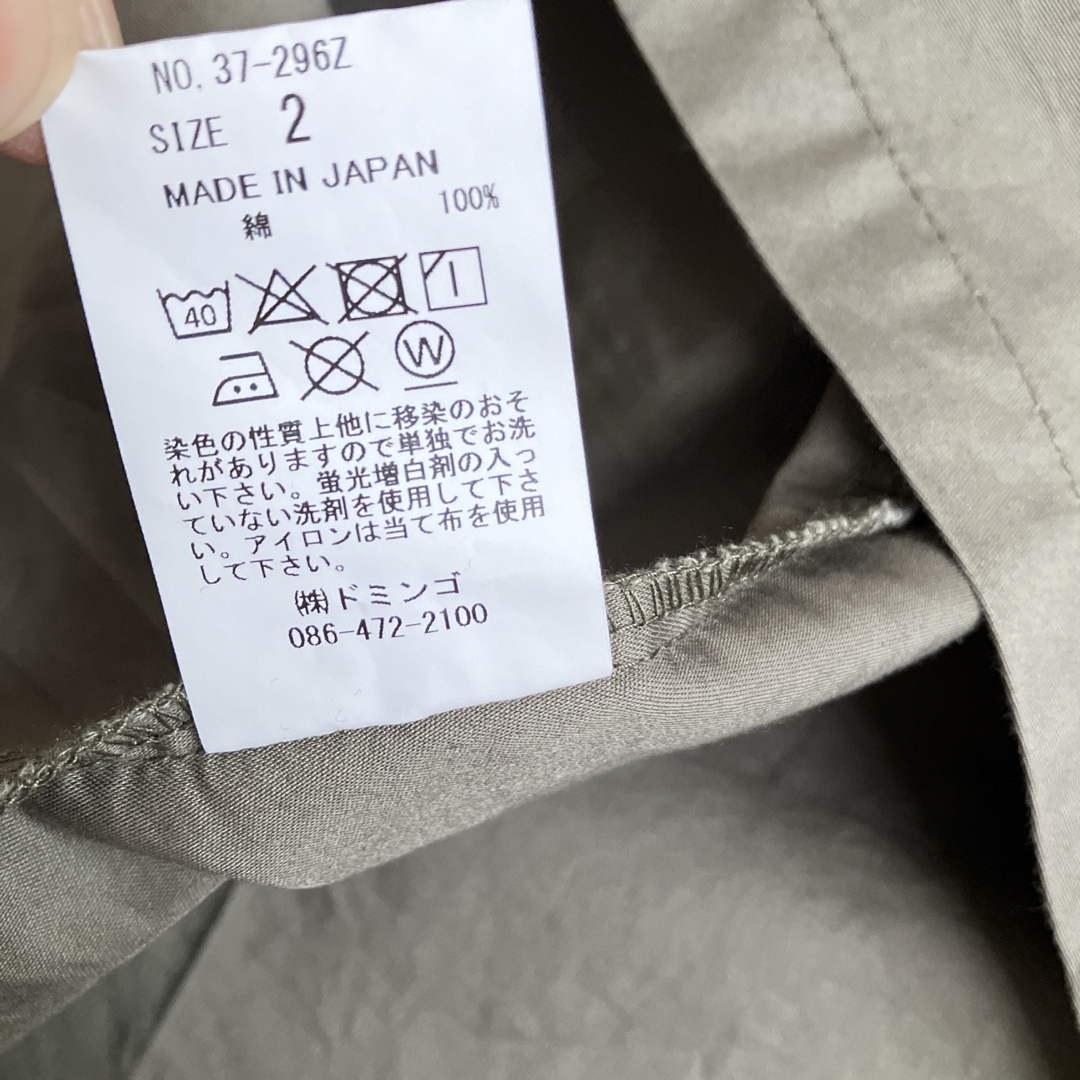 NO. 37-296Z
SIZE 2
MADE IN JAPAN
綿 100%
40
W
染色の性質上他に移染のおそ
れがありますので単独でお洗
い下さい。蛍光増白剤の入っ
ていない洗剤を使用して下さ
い。アイロンは当て布を使用
して下さい。
㈱ドミンゴ
086-472-2100